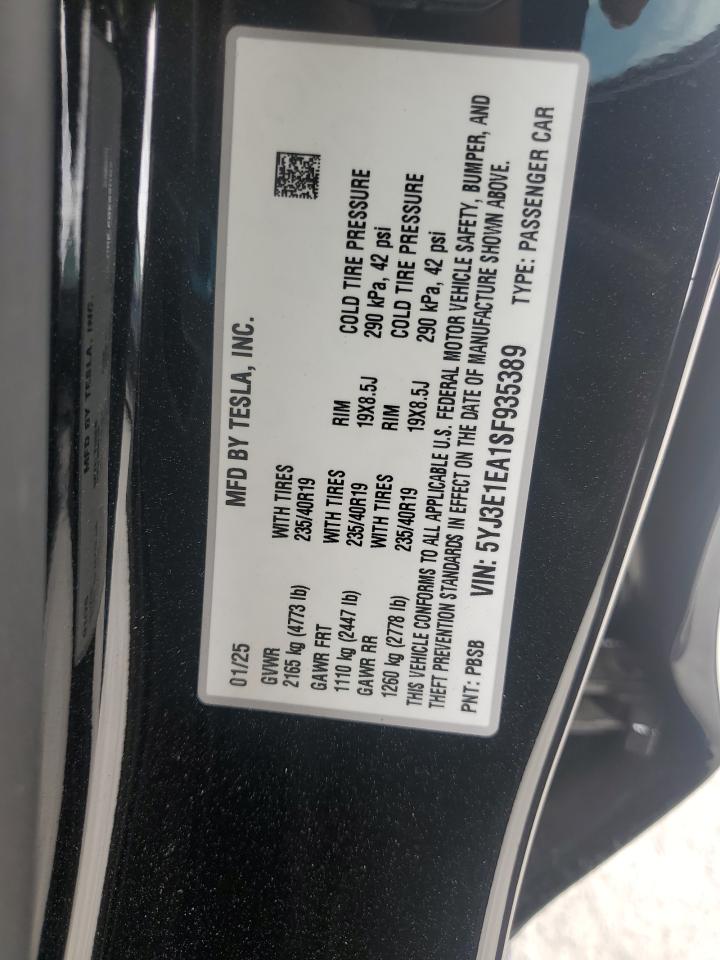 01/25 MFD BY TESLA, INC.
GVWR WITH TIRES
2165 kg (4773 lb) 235/40R19
GAWR FRT WITH TIRES RIM COLD TIRE PRESSURE
1110 kg (2447 lb) 235/40R19 19X8.5J 290 kPa, 42 psi
GAWR RR WITH TIRES RIM COLD TIRE PRESSURE
1260 kg (2778 lb) 235/40R19 19X8.5J 290 kPa, 42 psi
THIS VEHICLE CONFORMS TO ALL APPLICABLE U.S. FEDERAL MOTOR VEHICLE SAFETY, BUMPER, AND
THEFT PREVENTION STANDARDS IN EFFECT ON THE DATE OF MANUFACTURE SHOWN ABOVE.
PNT: PBSB VIN: 5YJ3E1EA1SF935389 TYPE: PASSENGER CAR
MFD BY TESLA, INC.